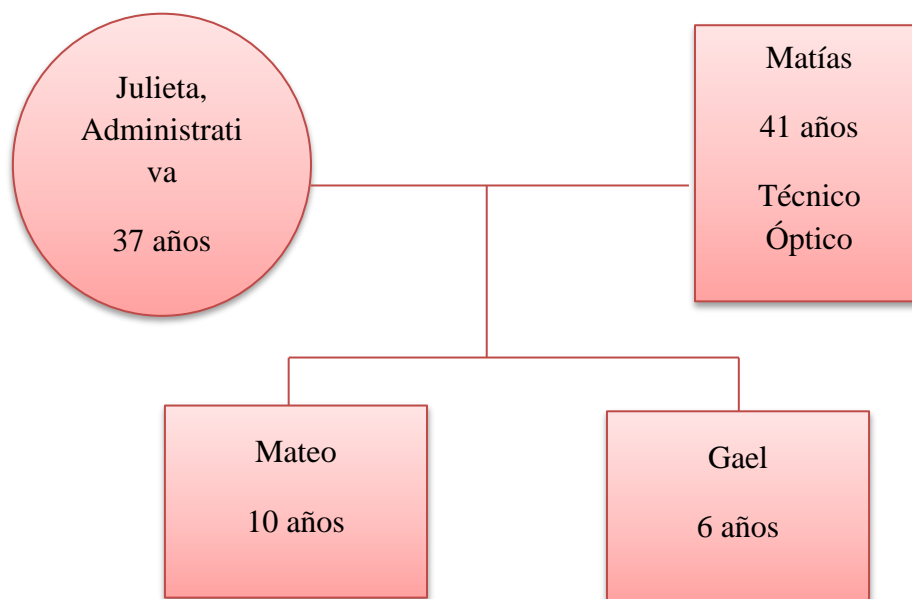 Julieta,
Administrati
va
37 años
Matías
41 años
Técnico
Óptico
Mateo
10 años
Gael
6 años